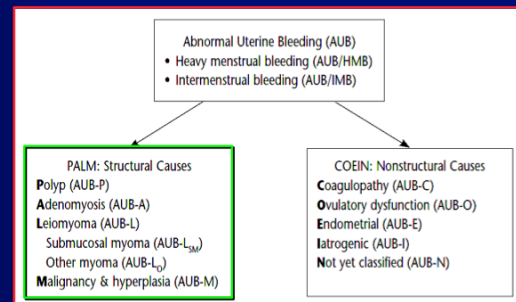 Abnormal Uterine Bleeding (AUB)
• Heavy menstrual bleeding (AUB/HMB)
• Intermenstrual bleeding (AUB/IMB)
PALM: Structural Causes
Polyp (AUB-P)
Adenomyosis (AUB-A)
Leiomyoma (AUB-L)
Submucosal myoma (AUB-L_SM)
Other myoma (AUB-L_O)
Malignancy & hyperplasia (AUB-M)
COEIN: Nonstructural Causes
Coagulopathy (AUB-C)
Ovulatory dysfunction (AUB-O)
Endometrial (AUB-E)
Iatrogenic (AUB-I)
Not yet classified (AUB-N)